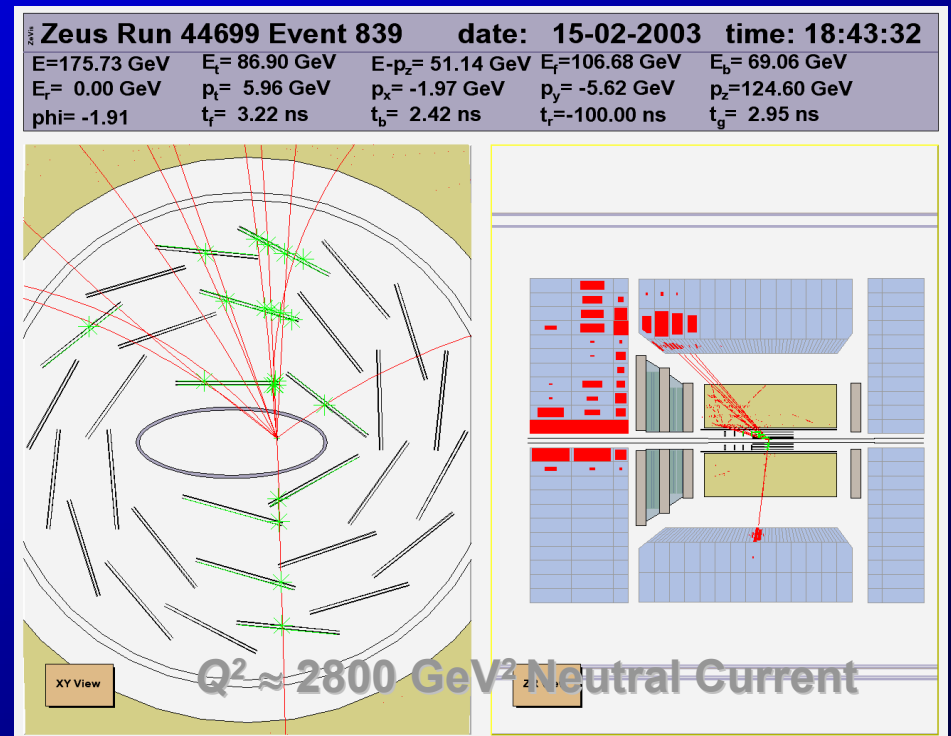 ZeVis Zeus Run 44699 Event 839 date: 15-02-2003 time: 18:43:32
E=175.73 GeV Et= 86.90 GeV E-pz= 51.14 GeV Ef=106.68 GeV Eb= 69.06 GeV
Er= 0.00 GeV pt= 5.96 GeV px= -1.97 GeV py= -5.62 GeV pz=124.60 GeV
phi= -1.91 tf= 3.22 ns tb= 2.42 ns tr=-100.00 ns tg= 2.95 ns
XY View
Q² ≈ 2800 GeV² Neutral Current